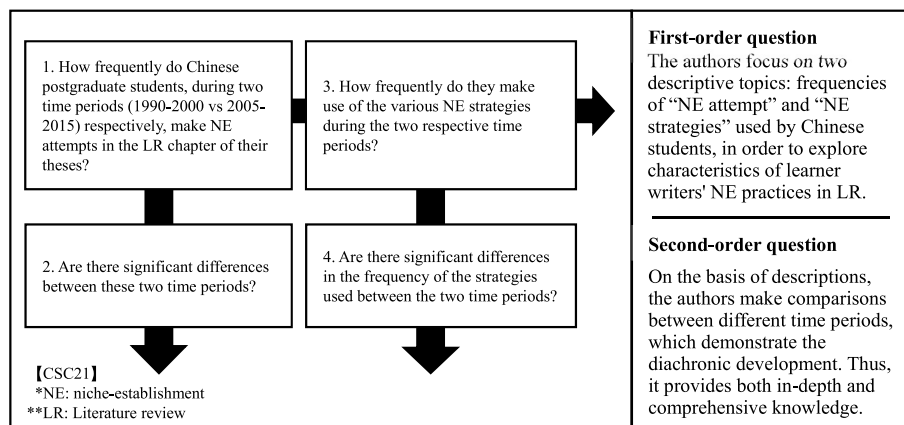 1. How frequently do Chinese
postgraduate students, during two
time periods (1990-2000 vs 2005-
2015) respectively, make NE
attempts in the LR chapter of their
theses?
3. How frequently do they make
use of the various NE strategies
during the two respective time
periods?
2. Are there significant differences
between these two time periods?
4. Are there significant differences
in the frequency of the strategies
used between the two time periods?
【CSC21】
*NE: niche-establishment
**LR: Literature review
First-order question
The authors focus on two
descriptive topics: frequencies
of “NE attempt” and “NE
strategies” used by Chinese
students, in order to explore
characteristics of learner
writers' NE practices in LR.
Second-order question
On the basis of descriptions,
the authors make comparisons
between different time periods,
which demonstrate the
diachronic development. Thus,
it provides both in-depth and
comprehensive knowledge.